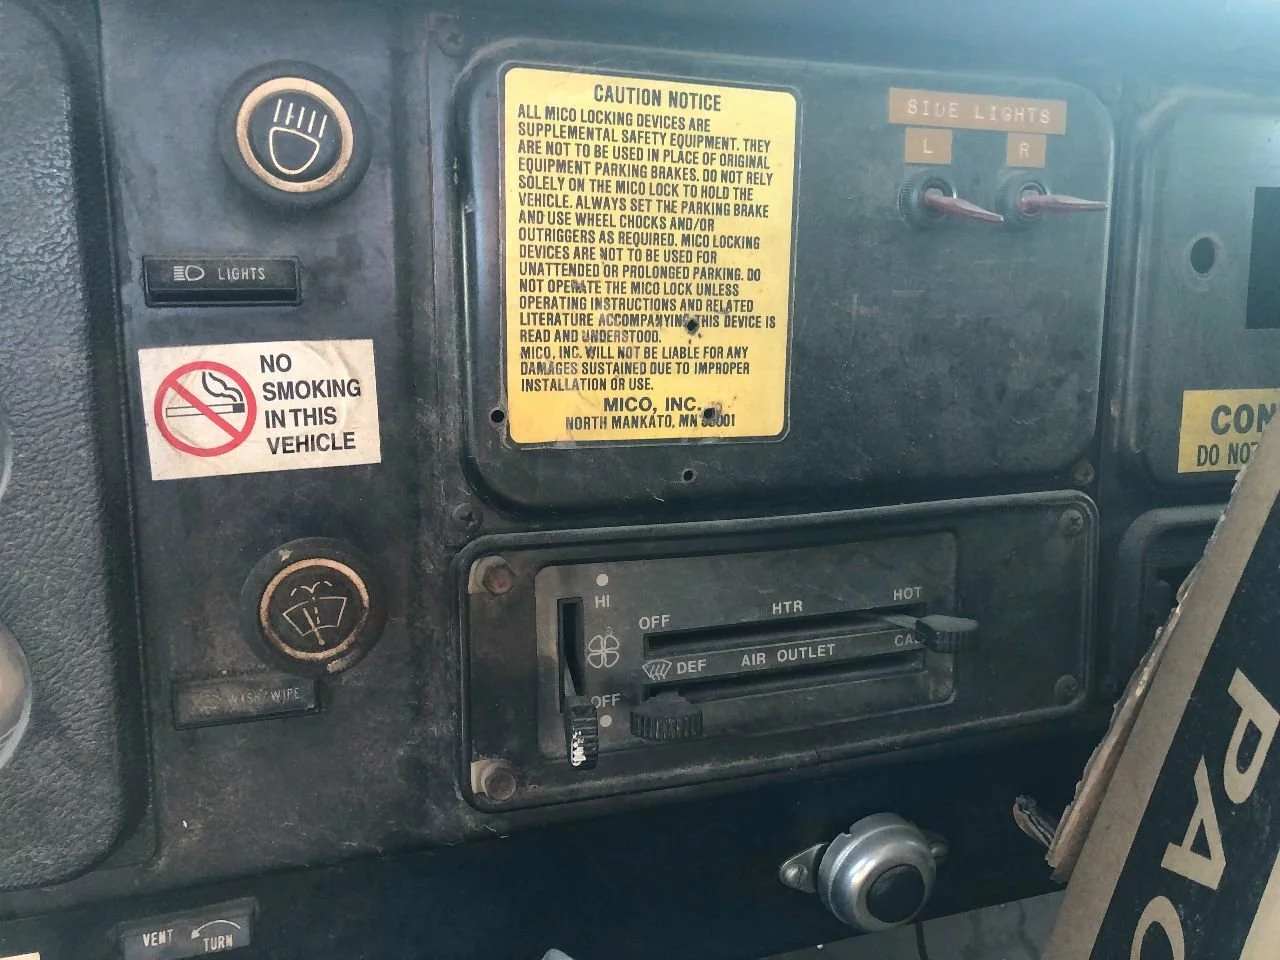 CAUTION NOTICE
ALL MICO LOCKING DEVICES ARE
SUPPLEMENTAL SAFETY EQUIPMENT. THEY
ARE NOT TO BE USED IN PLACE OF ORIGINAL
EQUIPMENT PARKING BRAKES. DO NOT RELY
SOLELY ON THE MICO LOCK TO HOLD THE
VEHICLE. ALWAYS SET THE PARKING BRAKE
AND USE WHEEL CHOCKS AND/OR
OUTRIGGERS AS REQUIRED. MICO LOCKING
DEVICES ARE NOT TO BE USED FOR
UNATTENDED OR PROLONGED PARKING. DO
NOT OPERATE THE MICO LOCK UNLESS
OPERATING INSTRUCTIONS AND RELATED
LITERATURE ACCOMPANYING THIS DEVICE IS
READ AND UNDERSTOOD.
MICO, INC. WILL NOT BE LIABLE FOR ANY
DAMAGES SUSTAINED DUE TO IMPROPER
INSTALLATION OR USE.
MICO, INC.
NORTH MANKATO, MN
SIDE LIGHTS
L R
LIGHTS
NO
SMOKING
IN THIS
VEHICLE
DO
HI
OFF HTR HOT
DEF AIR OUTLET
OFF
WASH/WIPE
VENT TURN